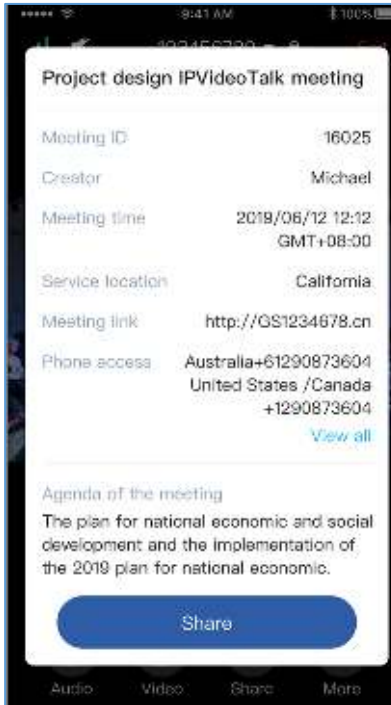 9:41 AM
100%
Project design IPVideoTalk meeting
Meeting ID 16025
Creator Michael
Meeting time 2019/06/12 12:12
GMT+08:00
Service location California
Meeting link http://GS1234678.cn
Phone access Australia+61290873604
United States /Canada
+1290873604
View all
Agenda of the meeting
The plan for national economic and social
development and the implementation of
the 2019 plan for national economic.
Share
Audio Video Share More